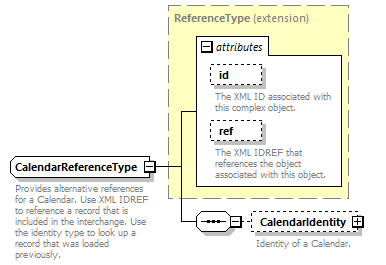 ReferenceType (extension)
attributes
id
The XML ID associated with
this complex object.
ref
The XML IDREF that
references the object
associated with this object.
CalendarReferenceType
Provides alternative references
for a Calendar. Use XML IDREF
to reference a record that is
included in the interchange. Use
the identity type to look up a
record that was loaded
previously.
CalendarIdentity
Identity of a Calendar.